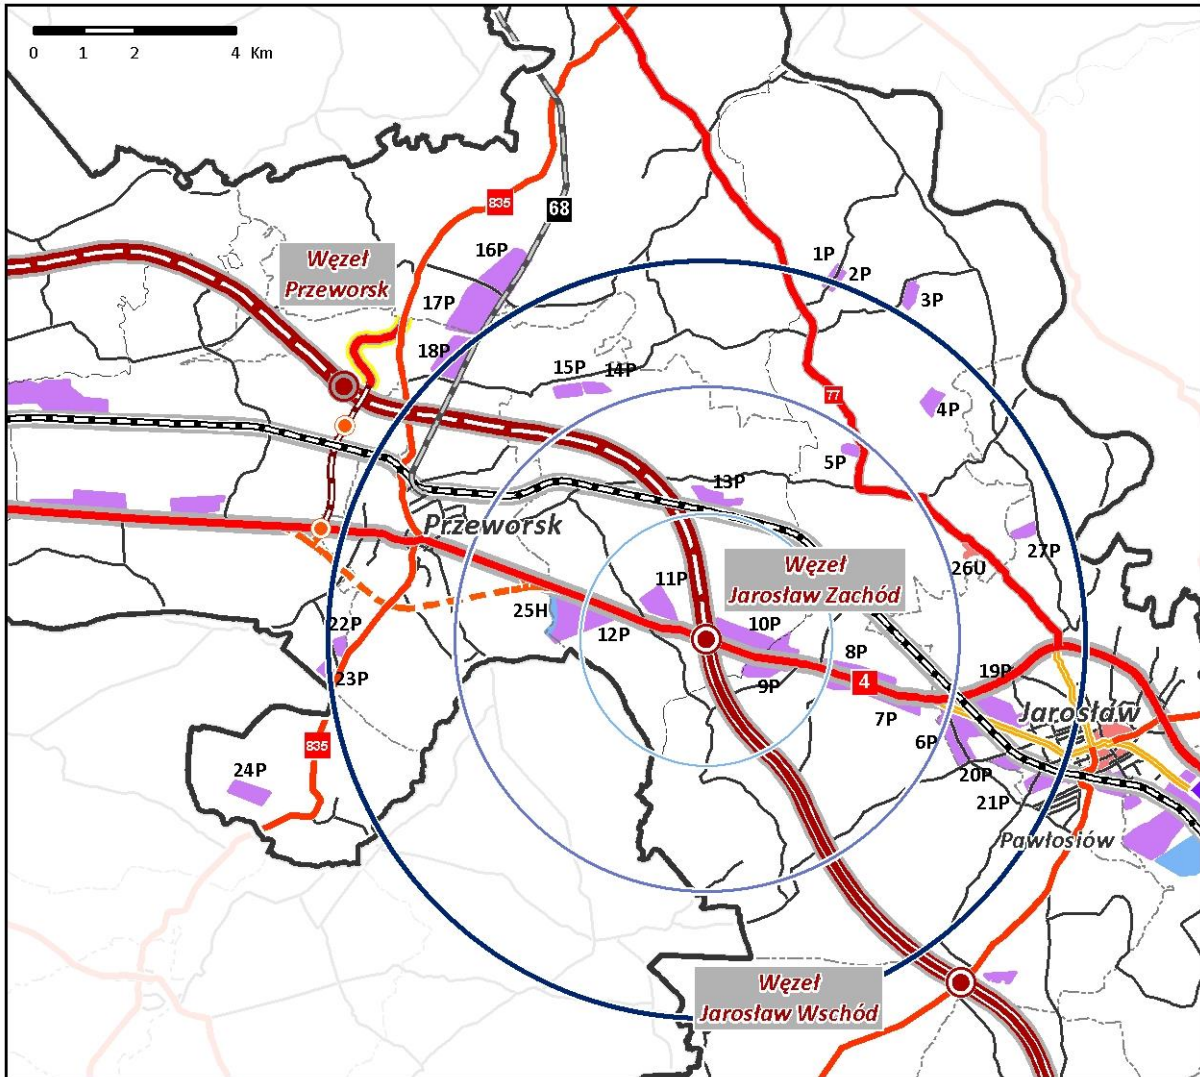 0 1 2 4 Km
835
68
16P
Węzeł
Przeworsk
1P
2P
3P
17P
18P
15P
14P
77
4P
5P
13P
Przeworsk
27P
26U
Węzeł
Jarosław Zachód
11P
25H
12P
10P
22P
8P
23P
9P
4
19P
7P
Jarosław
6P
835
24P
20P
21P
Pawłosiów
Węzeł
Jarosław Wschód